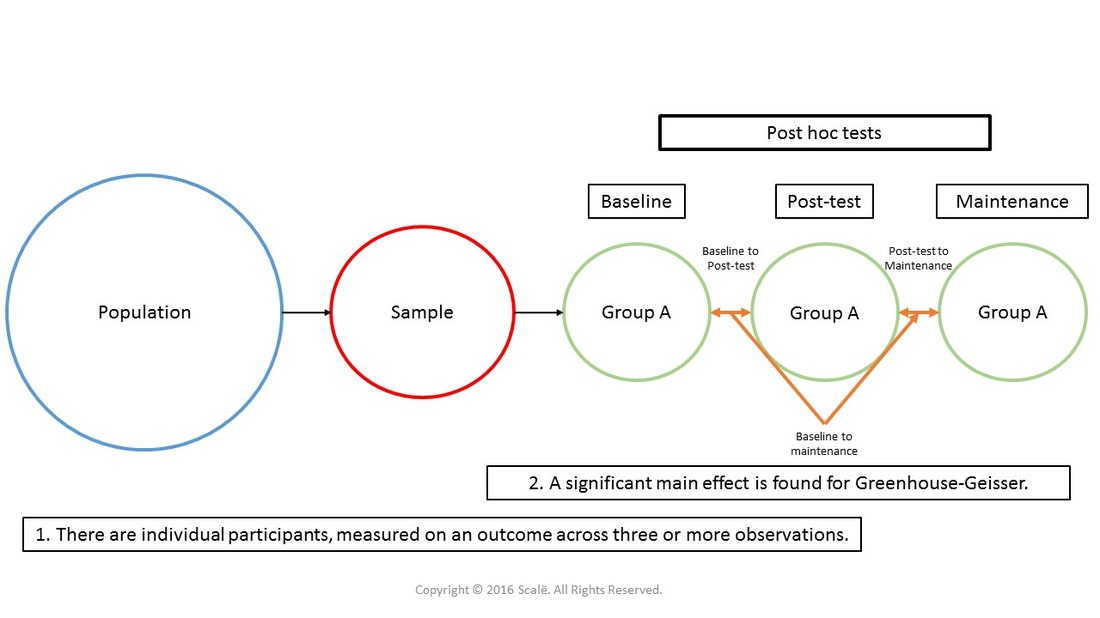 Post hoc tests
Baseline
Post-test
Maintenance
Baseline to
Post-test
Post-test to
Maintenance
Population
Sample
Group A
Group A
Group A
Baseline to
maintenance
2. A significant main effect is found for Greenhouse-Geisser.
1. There are individual participants, measured on an outcome across three or more observations.
Copyright © 2016 Scalë. All Rights Reserved.